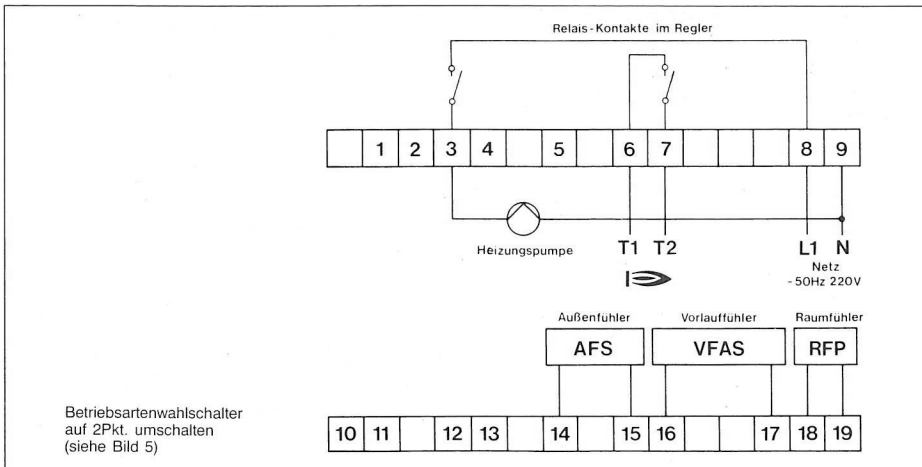 Relais-Kontakte im Regler
1 2 3 4 5 6 7 8 9
Heizungspumpe
T1 T2
L1 N
Netz
~50Hz 220V
Außenfühler Vorlauffühler Raumfühler
AFS VFAS RFP
Betriebsartenwahlschalter
auf 2Pkt. umschalten
(siehe Bild 5)
10 11 12 13 14 15 16 17 18 19